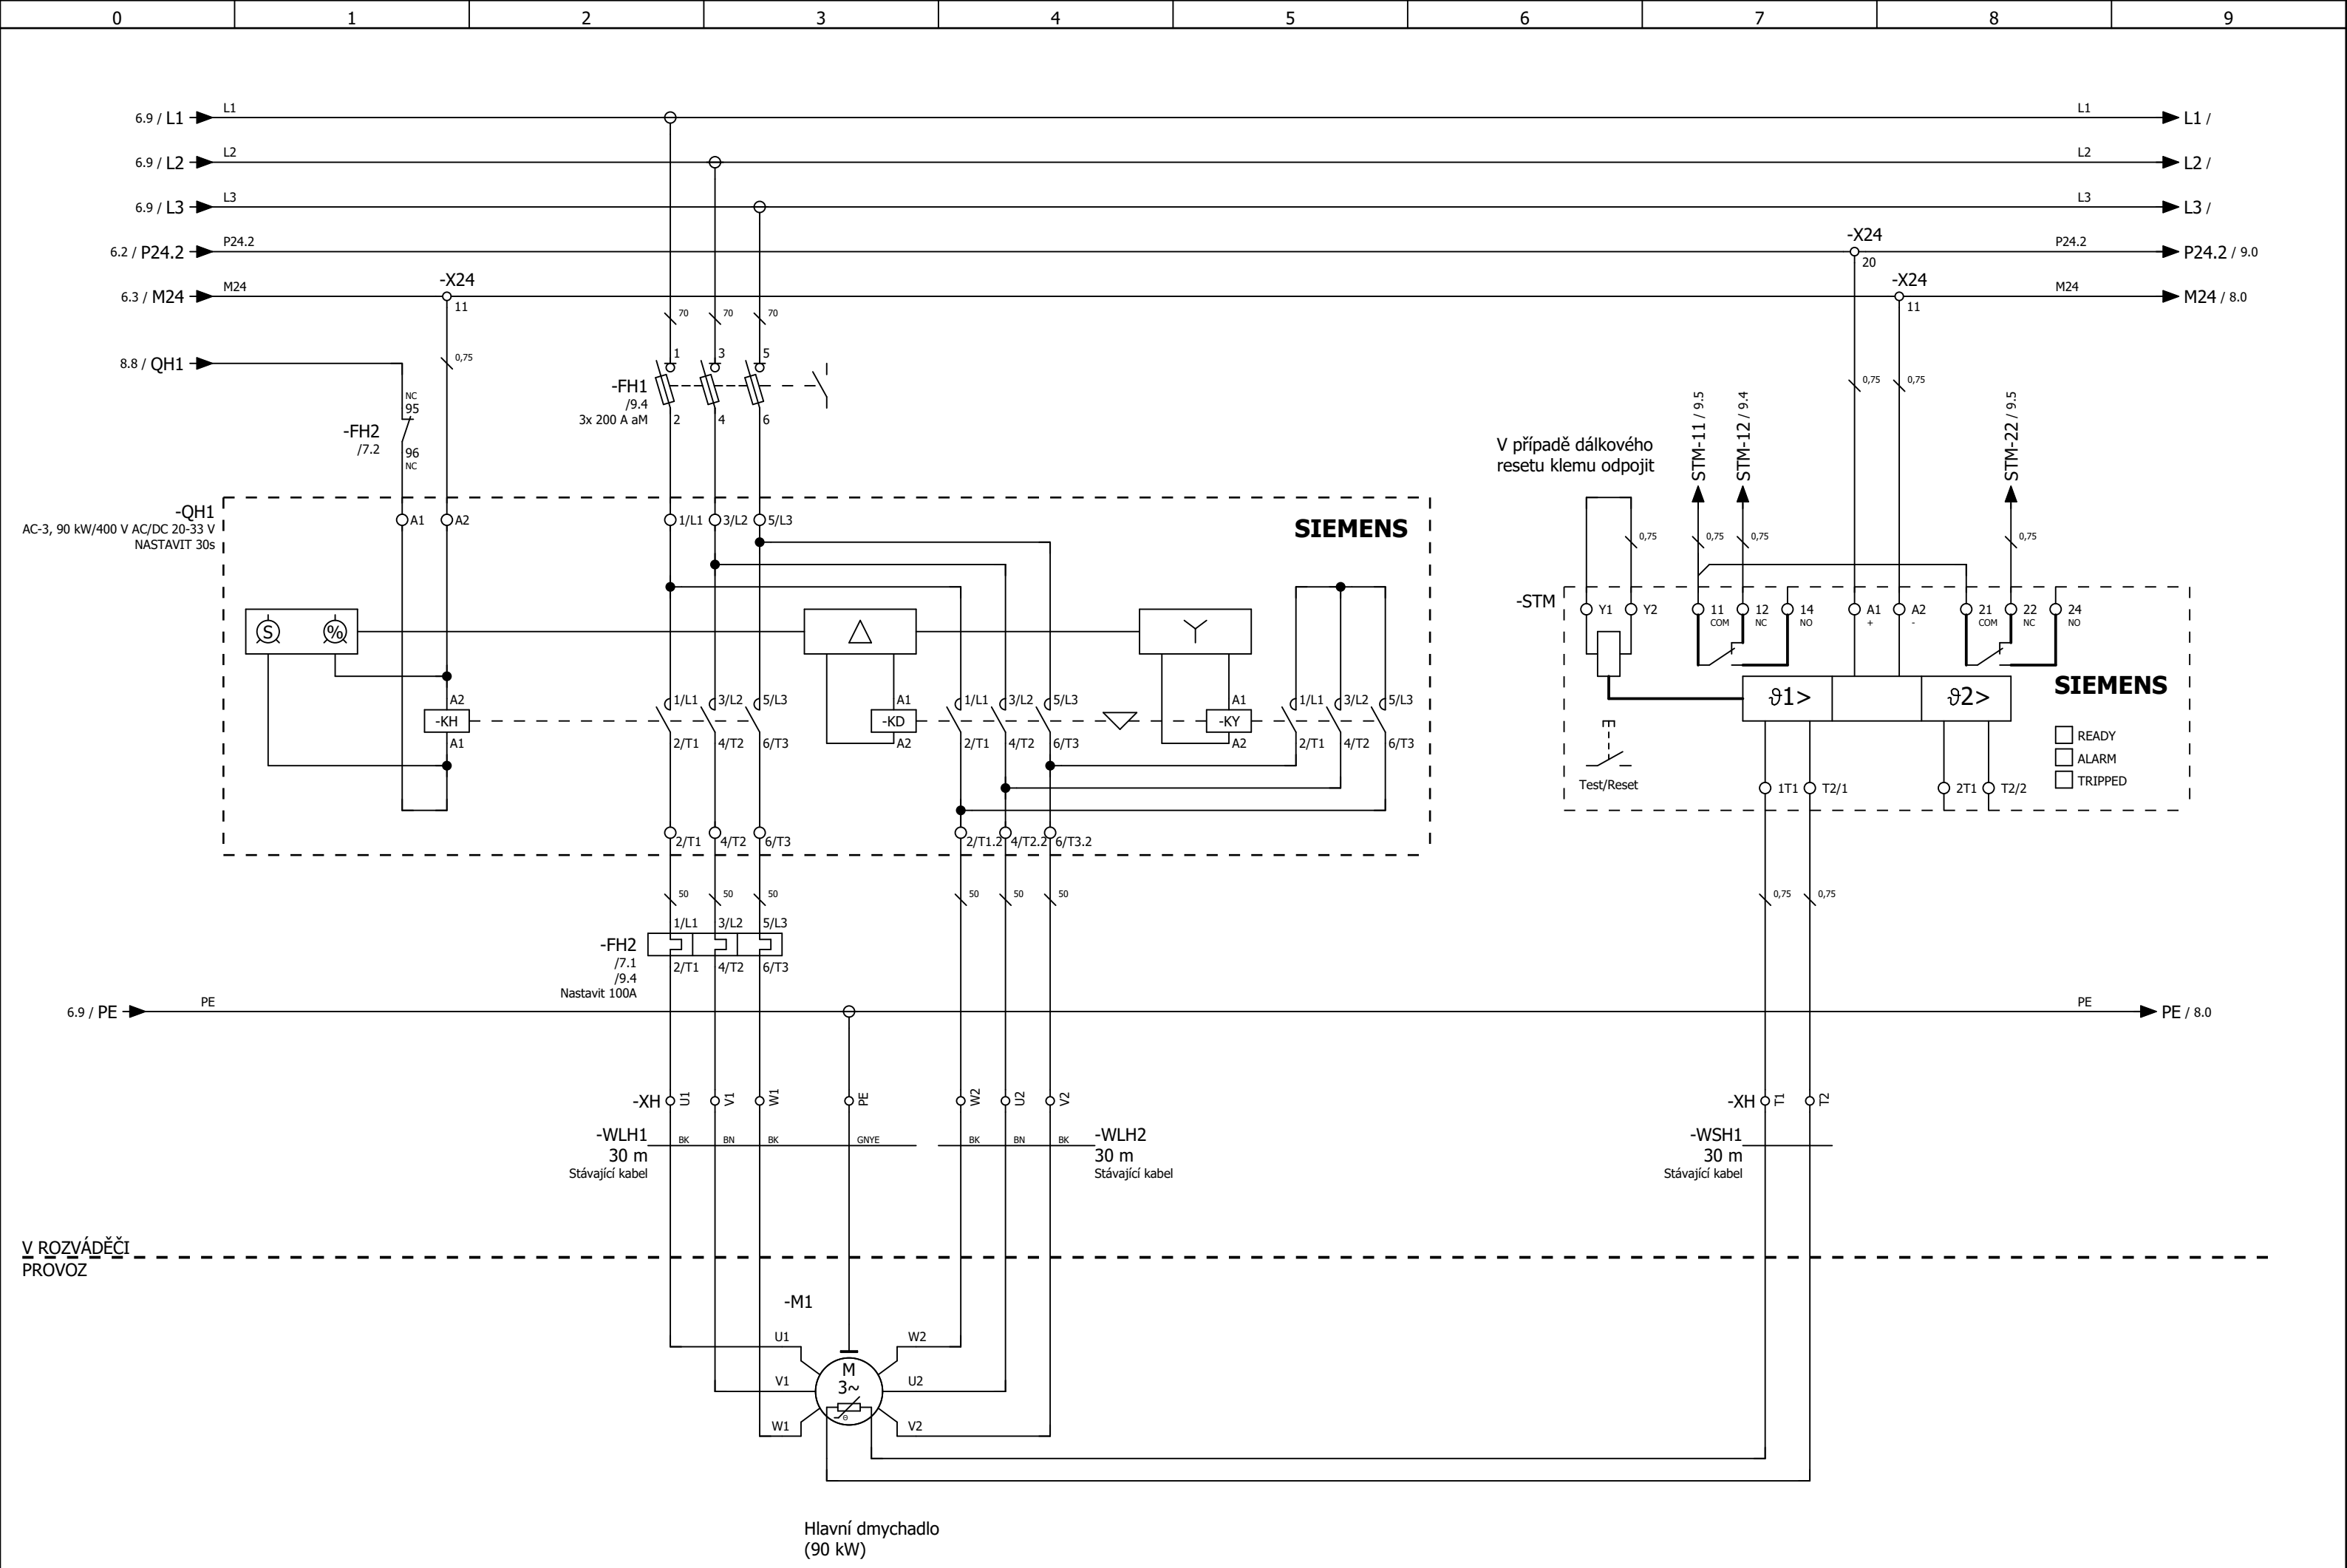 0 1 2 3 4 5 6 7 8 9
6.9 / L1 L1 L1 L1 /
6.9 / L2 L2 L2 L2 /
6.9 / L3 L3 L3 L3 /
6.2 / P24.2 P24.2 -X24 20 P24.2 P24.2 / 9.0
6.3 / M24 M24 -X24 11 -X24 11 M24 M24 / 8.0
70 70 70
8.8 / QH1 0,75
1 3 5
-FH1
/9.4
3x 200 A aM
2 4 6
0,75 0,75
NC
95
-FH2
/7.2
96
NC
V případě dálkového
resetu klemu odpojit
STM-11 / 9.5
STM-12 / 9.4
STM-22 / 9.5
-QH1
AC-3, 90 kW/400 V AC/DC 20-33 V
NASTAVIT 30s
A1 A2 1/L1 3/L2 5/L3
SIEMENS
0,75 0,75 0,75 0,75
-STM
Y1 Y2 11 12 14 A1 A2 21 22 24
COM NC NO + - COM NC NO
S %
SIEMENS
ϑ1> ϑ2>
A2 1/L1 3/L2 5/L3 A1 1/L1 3/L2 5/L3 A1 1/L1 3/L2 5/L3
-KH -KD -KY
A1 2/T1 4/T2 6/T3 A2 2/T1 4/T2 6/T3 A2 2/T1 4/T2 6/T3
READY
ALARM
TRIPPED
Test/Reset
1T1 T2/1 2T1 T2/2
2/T1 4/T2 6/T3 2/T1.2 4/T2.2 6/T3.2
50 50 50 50 50 50 0,75 0,75
1/L1 3/L2 5/L3
-FH2
/7.1
/9.4
Nastavit 100A
2/T1 4/T2 6/T3
6.9 / PE PE PE PE / 8.0
-XH U1 V1 W1 PE W2 U2 V2 -XH T1 T2
-WLH1
30 m
Stávající kabel
BK BN BK GNYE
BK BN BK
-WLH2
30 m
Stávající kabel
-WSH1
30 m
Stávající kabel
V ROZVÁDĚČI
PROVOZ
-M1
U1 W2
V1 U2
W1 V2
M
3~
Θ
Hlavní dmychadlo
(90 kW)